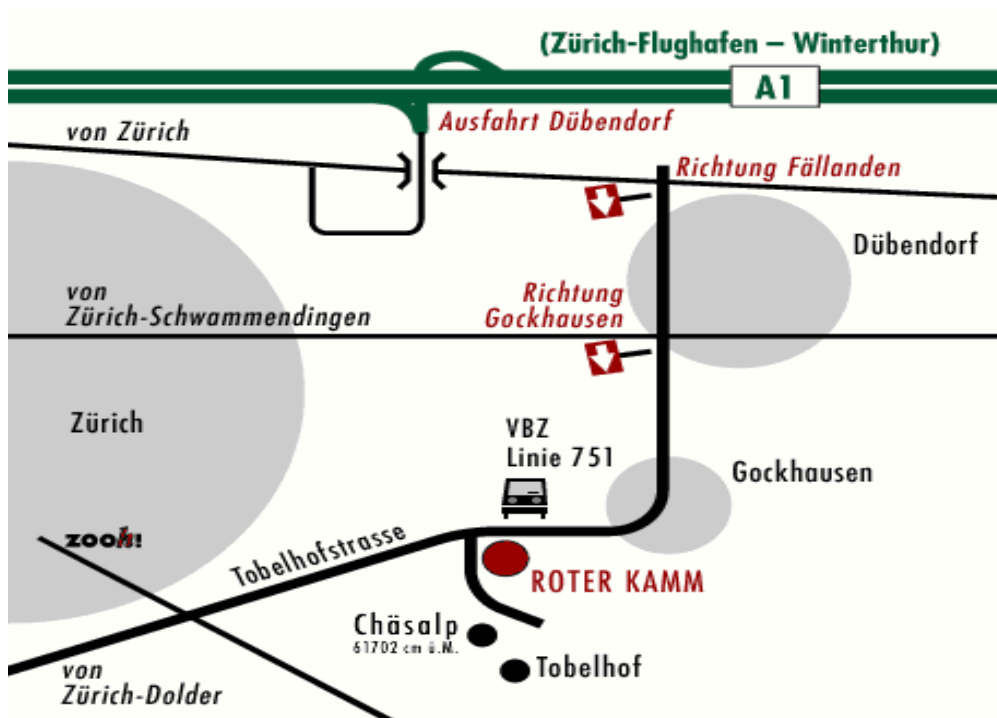 (Zürich-Flughafen – Winterthur)
A1
Ausfahrt Dübendorf
von Zürich
Richtung Fällanden
Dübendorf
von
Zürich-Schwammendingen
Richtung
Gockhausen
Zürich
VBZ
Linie 751
Gockhausen
zooh!
Tobelhofstrasse
ROTER KAMM
Chäsalp
61702 cm ü.M.
Tobelhof
von
Zürich-Dolder